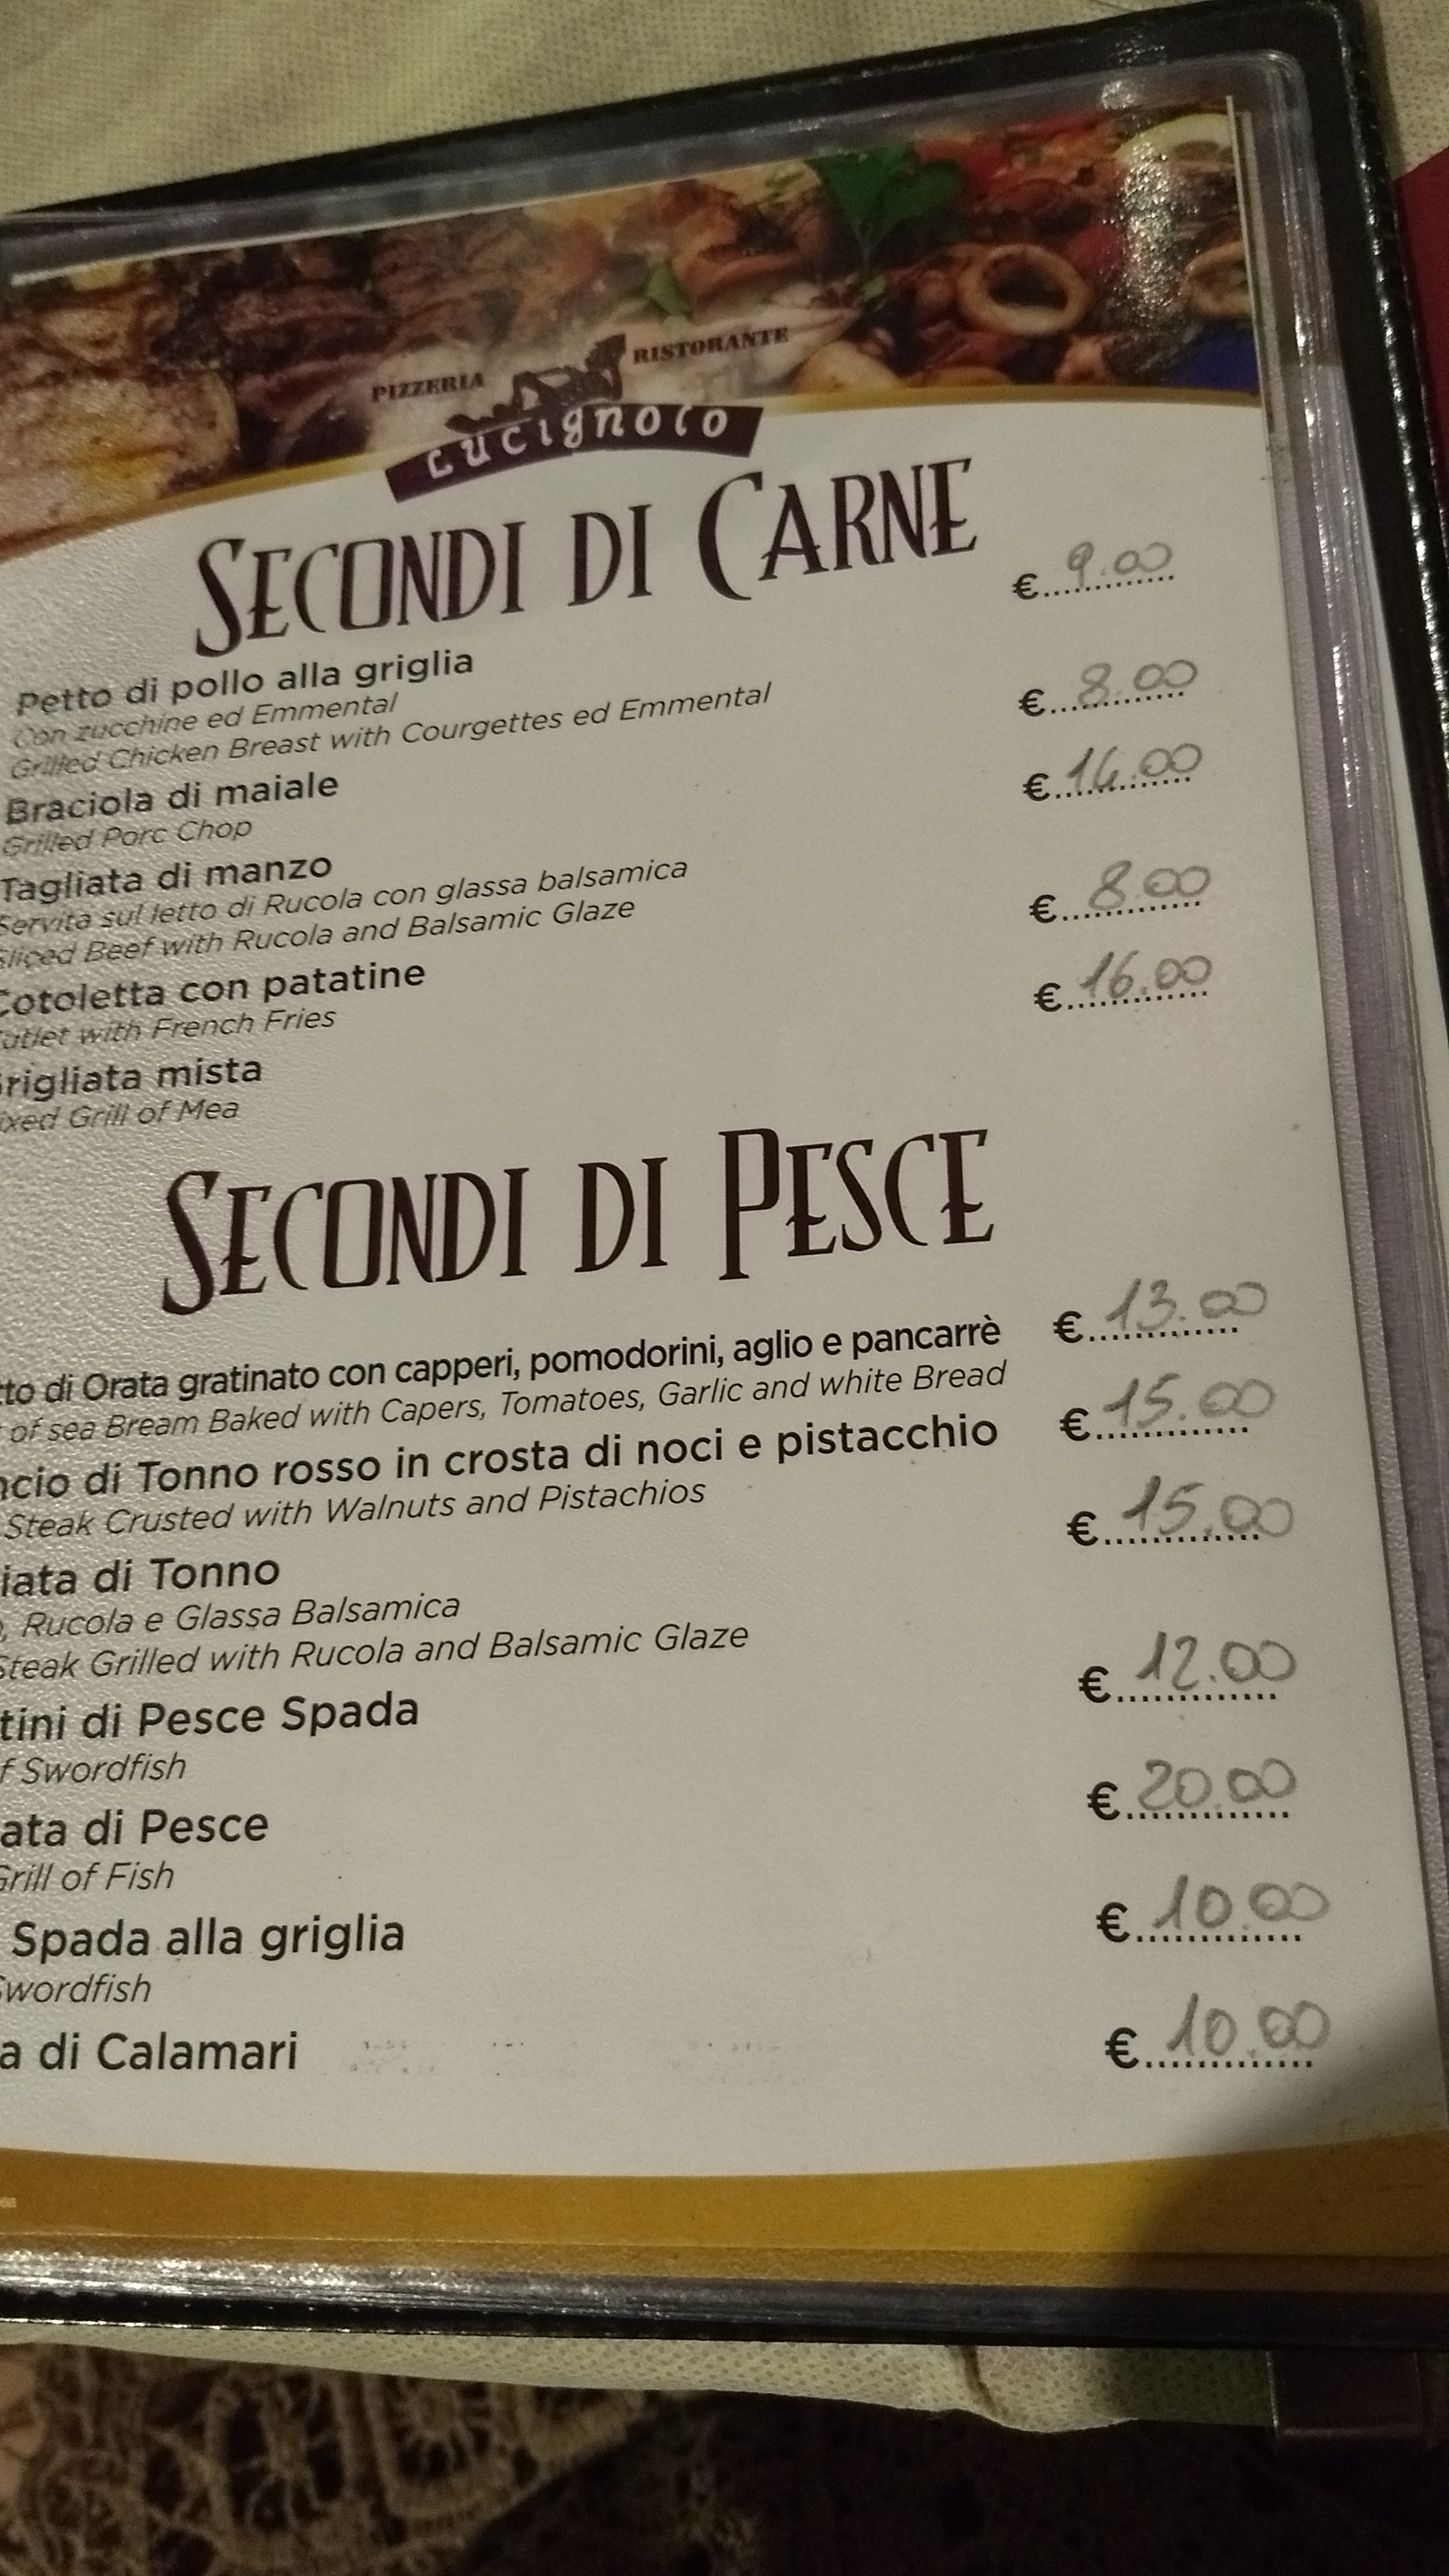 PIZZERIA RISTORANTE
Lucignolo
SECONDI DI CARNE
Petto di pollo alla griglia € 9.00
Con zucchine ed Emmental
Grilled Chicken Breast with Courgettes ed Emmental
Braciola di maiale € 8.00
Grilled Porc Chop
Tagliata di manzo € 14.00
Servita sul letto di Rucola con glassa balsamica
Sliced Beef with Rucola and Balsamic Glaze
Cotoletta con patatine € 8.00
Cutlet with French Fries
Grigliata mista € 16.00
ixed Grill of Mea
SECONDI DI PESCE
tto di Orata gratinato con capperi, pomodorini, aglio e pancarrè € 13.00
of sea Bream Baked with Capers, Tomatoes, Garlic and white Bread
ncio di Tonno rosso in crosta di noci e pistacchio € 15.00
Steak Crusted with Walnuts and Pistachios
iata di Tonno € 15.00
, Rucola e Glassa Balsamica
Steak Grilled with Rucola and Balsamic Glaze
tini di Pesce Spada € 12.00
f Swordfish
ata di Pesce € 20.00
Grill of Fish
Spada alla griglia € 10.00
Swordfish
a di Calamari € 10.00